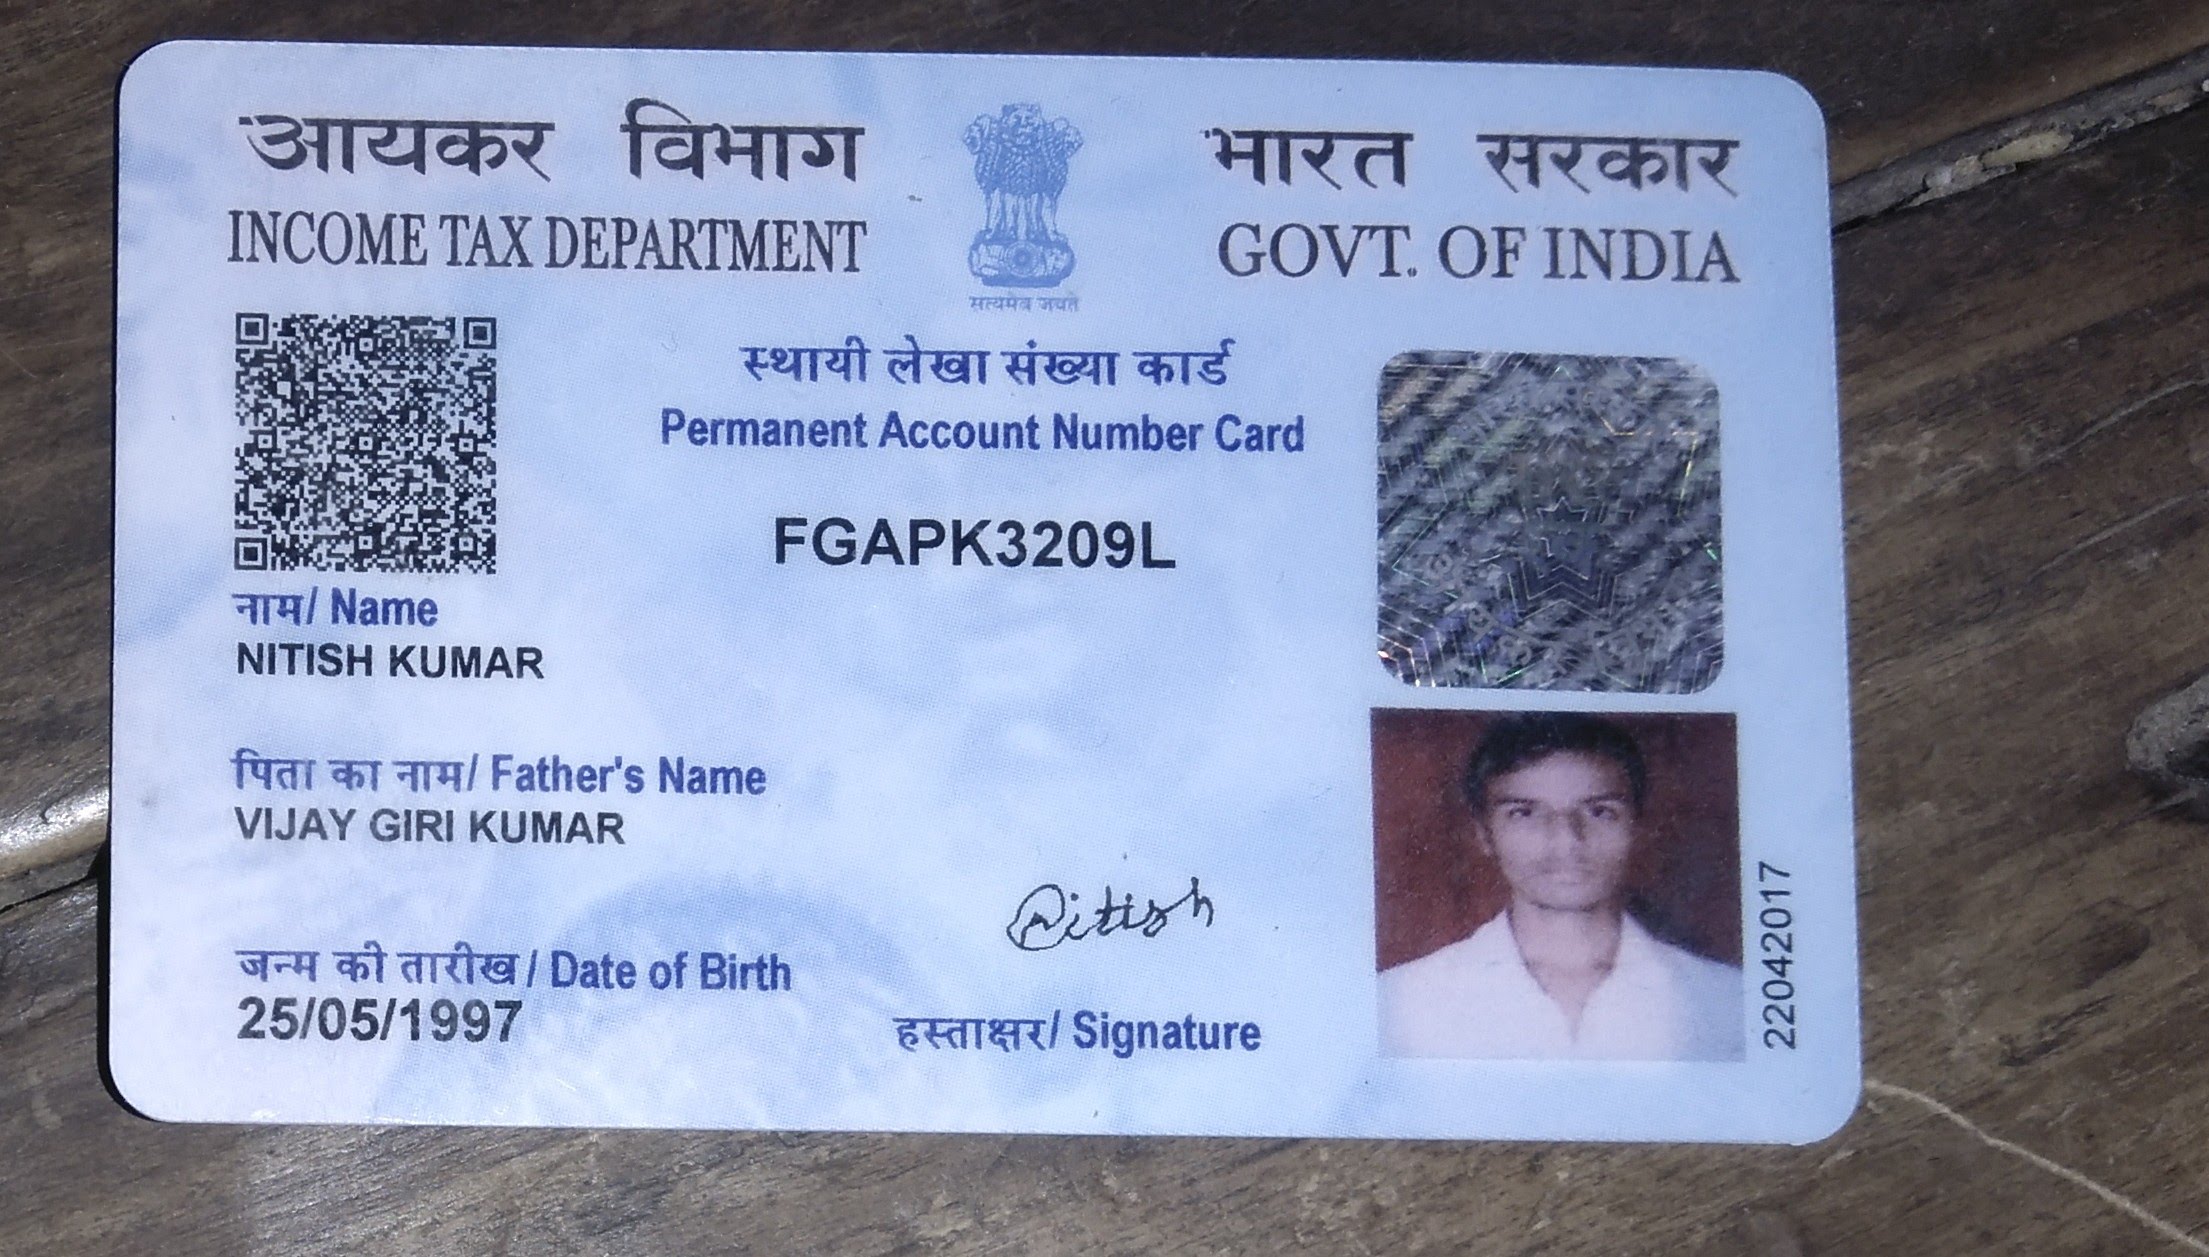 आयकर विभाग
INCOME TAX DEPARTMENT
भारत सरकार
GOVT. OF INDIA
सत्यमेव जयते
स्थायी लेखा संख्या कार्ड
Permanent Account Number Card
FGAPK3209L
नाम/ Name
NITISH KUMAR
पिता का नाम/ Father's Name
VIJAY GIRI KUMAR
जन्म की तारीख/ Date of Birth
25/05/1997
Nitish
हस्ताक्षर/ Signature
22042017